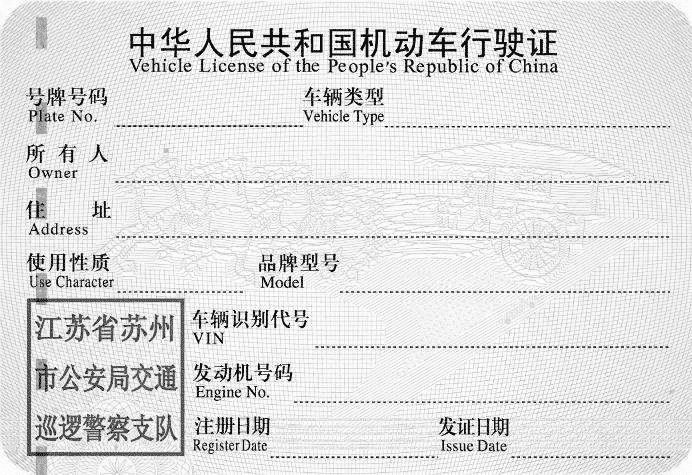 中华人民共和国机动车行驶证
Vehicle License of the People's Republic of China
号牌号码 车辆类型
Plate No. Vehicle Type
所有人
Owner
住址
Address
使用性质 品牌型号
Use Character Model
车辆识别代号
VIN
发动机号码
Engine No.
注册日期 发证日期
Register Date Issue Date
江苏省苏州
市公安局交通
巡逻警察支队